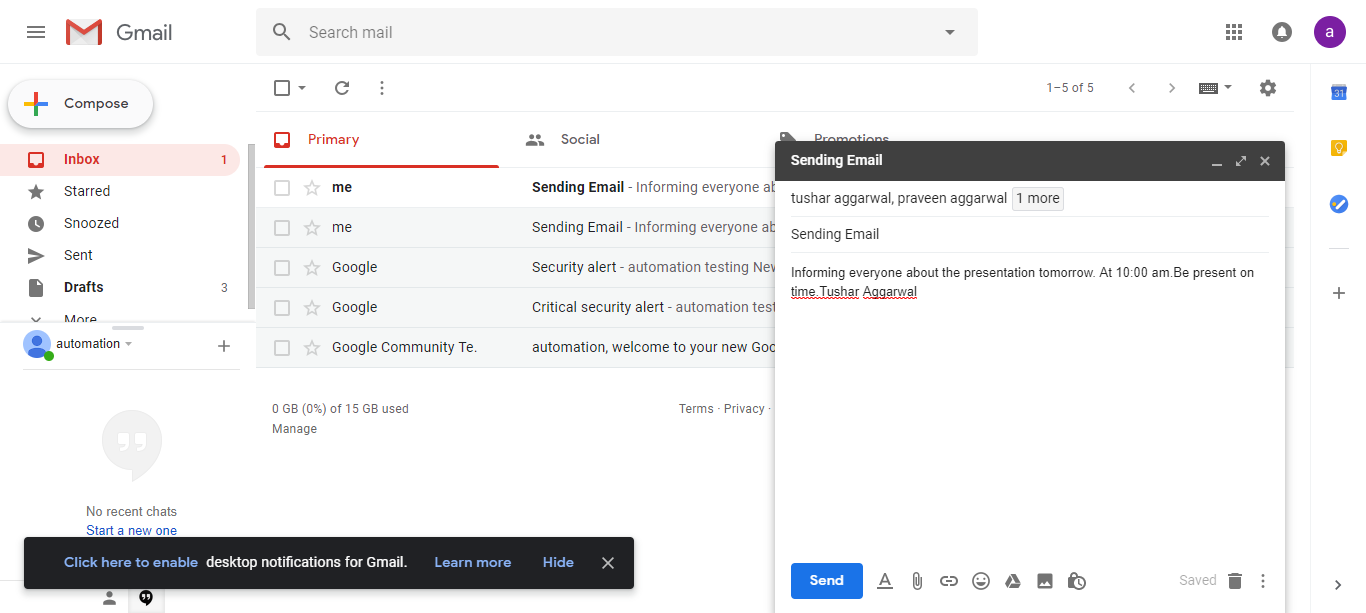 Gmail
Search mail
a
Compose
1–5 of 5
31
Inbox 1
Starred
Snoozed
Sent
Drafts 3
More
automation
No recent chats
Start a new one
Primary
Social
Promotions
me Sending Email - Informing everyone ab
me Sending Email - Informing everyone ab
Google Security alert - automation testing New
Google Critical security alert - automation test
Google Community Te. automation, welcome to your new Goo
0 GB (0%) of 15 GB used
Manage
Terms · Privacy ·
Sending Email
tushar aggarwal, praveen aggarwal 1 more
Sending Email
Informing everyone about the presentation tomorrow. At 10:00 am.Be present on
time.Tushar Aggarwal
Send
Saved
Click here to enable desktop notifications for Gmail. Learn more Hide